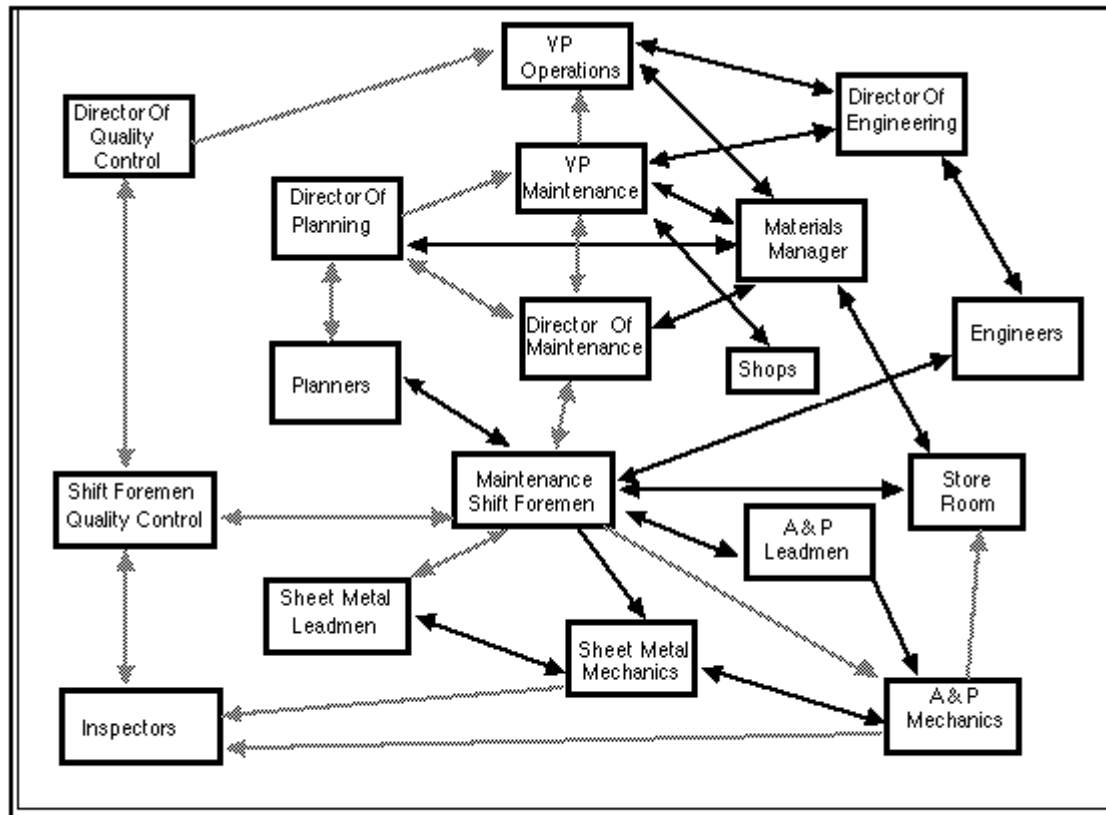 VP
Operations
Director Of
Quality
Control
Director Of
Engineering
VP
Maintenance
Director Of
Planning
Materials
Manager
Director Of
Maintenance
Engineers
Shops
Planners
Maintenance
Shift Foremen
Store
Room
Shift Foremen
Quality Control
A & P
Leadmen
Sheet Metal
Leadmen
Sheet Metal
Mechanics
A & P
Mechanics
Inspectors